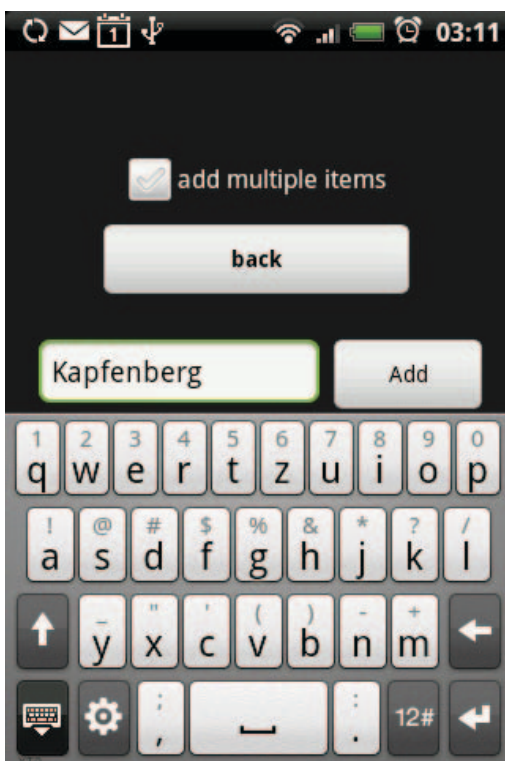 1 03:11
add multiple items
back
Kapfenberg Add
1 2 3 4 5 6 7 8 9 0
q w e r t z u i o p
! @ # $ % & * ? /
a s d f g h j k l
_ " ' ( ) - +
y x c v b n m
; :
, . 12#